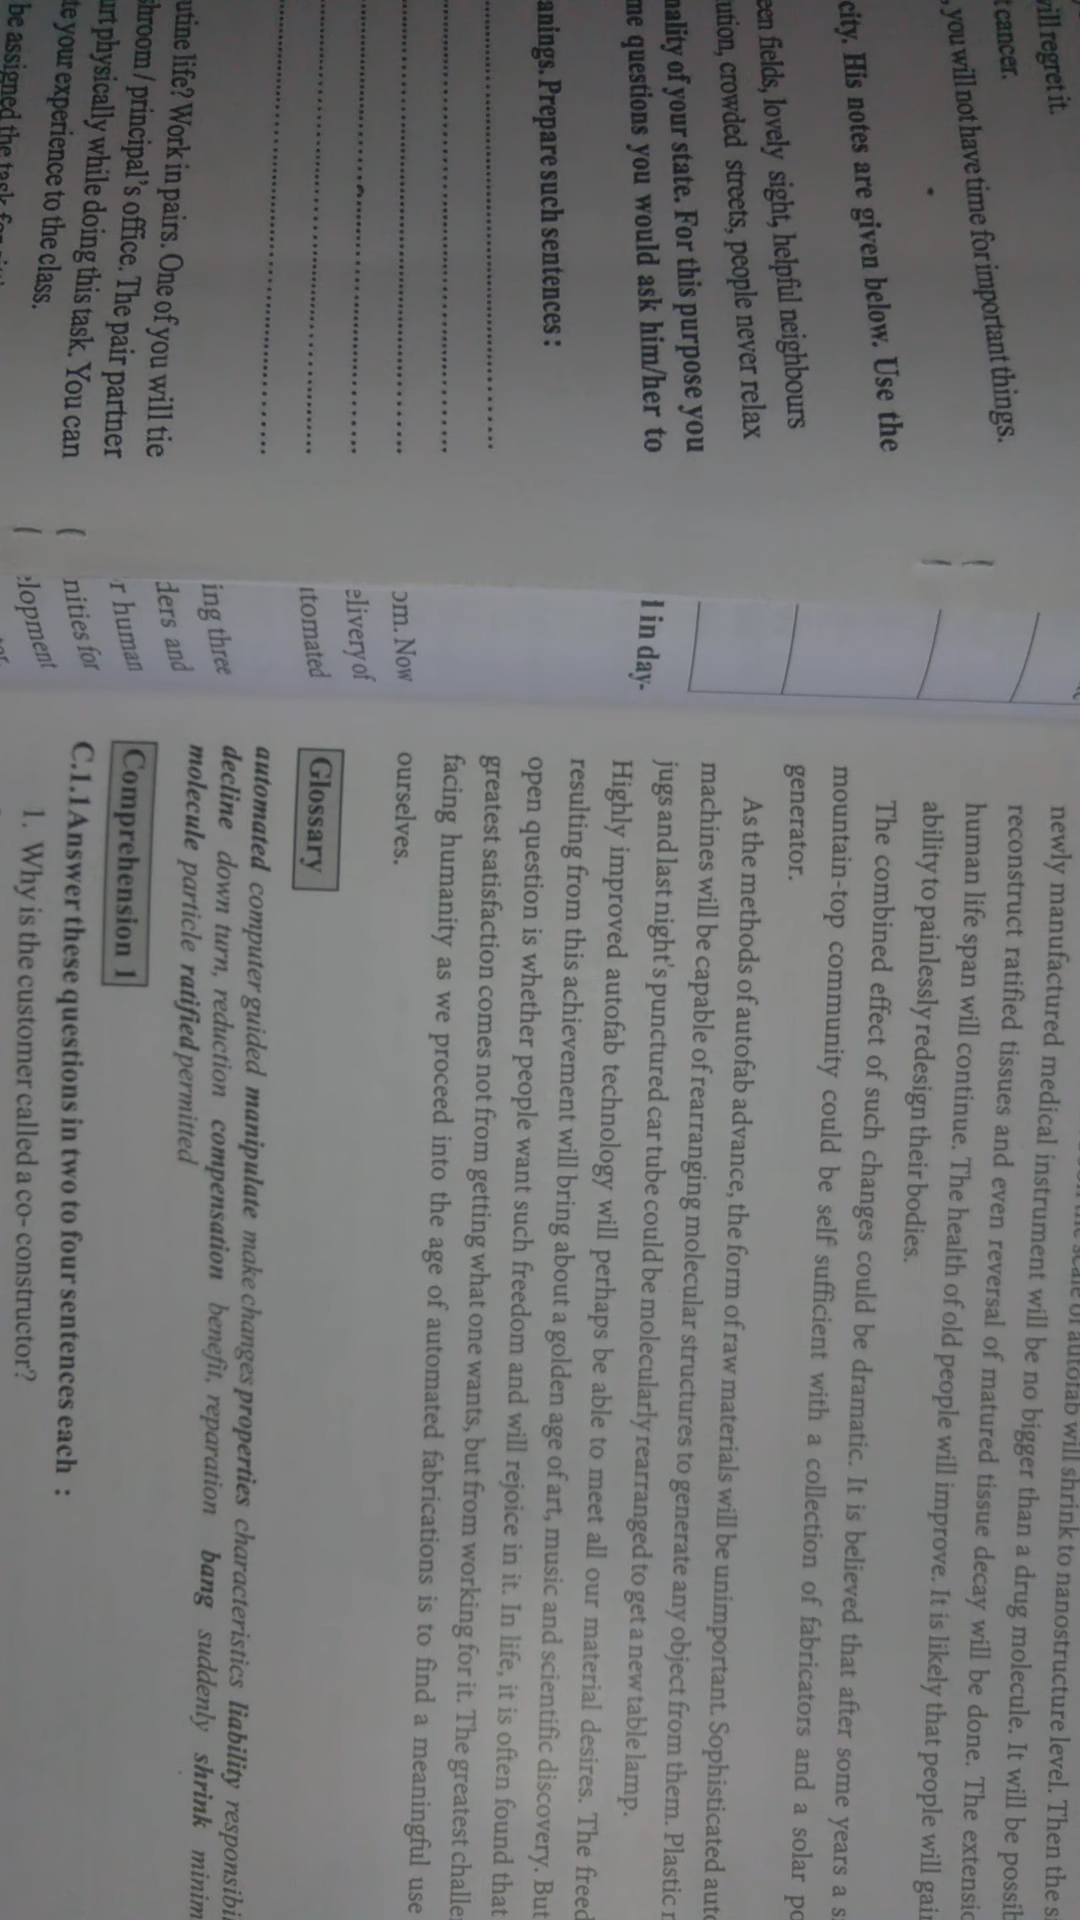 vill regret it.
t cancer.
, you will not have time for important things.
city. His notes are given below. Use the
een fields, lovely sight, helpful neighbours
ution, crowded streets, people never relax
nality of your state. For this purpose you
me questions you would ask him/her to
anings. Prepare such sentences :
utine life? Work in pairs. One of you will tie
hroom / principal's office. The pair partner
urt physically while doing this task. You can
te your experience to the class.
be assigned the task for
l in day-
om. Now
elivery of
itomated
ing three
ders and
r human
nities for
elopment
scale of autofab will shrink to nanostructure level. Then the s
newly manufactured medical instrument will be no bigger than a drug molecule. It will be possib
reconstruct ratified tissues and even reversal of matured tissue decay will be done. The extensio
human life span will continue. The health of old people will improve. It is likely that people will gai
ability to painlessly redesign their bodies.
The combined effect of such changes could be dramatic. It is believed that after some years a s
mountain-top community could be self sufficient with a collection of fabricators and a solar po
generator.
As the methods of autofab advance, the form of raw materials will be unimportant. Sophisticated auto
machines will be capable of rearranging molecular structures to generate any object from them. Plastic r
jugs and last night's punctured car tube could be molecularly rearranged to get a new table lamp.
Highly improved autofab technology will perhaps be able to meet all our material desires. The freed
resulting from this achievement will bring about a golden age of art, music and scientific discovery. But
open question is whether people want such freedom and will rejoice in it. In life, it is often found that
greatest satisfaction comes not from getting what one wants, but from working for it. The greatest challe
facing humanity as we proceed into the age of automated fabrications is to find a meaningful use
ourselves.
Glossary
automated computer guided manipulate make changes properties characteristics liability responsibi
decline down turn, reduction compensation benefit, reparation bang suddenly shrink minim
molecule particle ratified permitted
Comprehension 1
C.1.1 Answer these questions in two to four sentences each :
1. Why is the customer called a co-constructor?